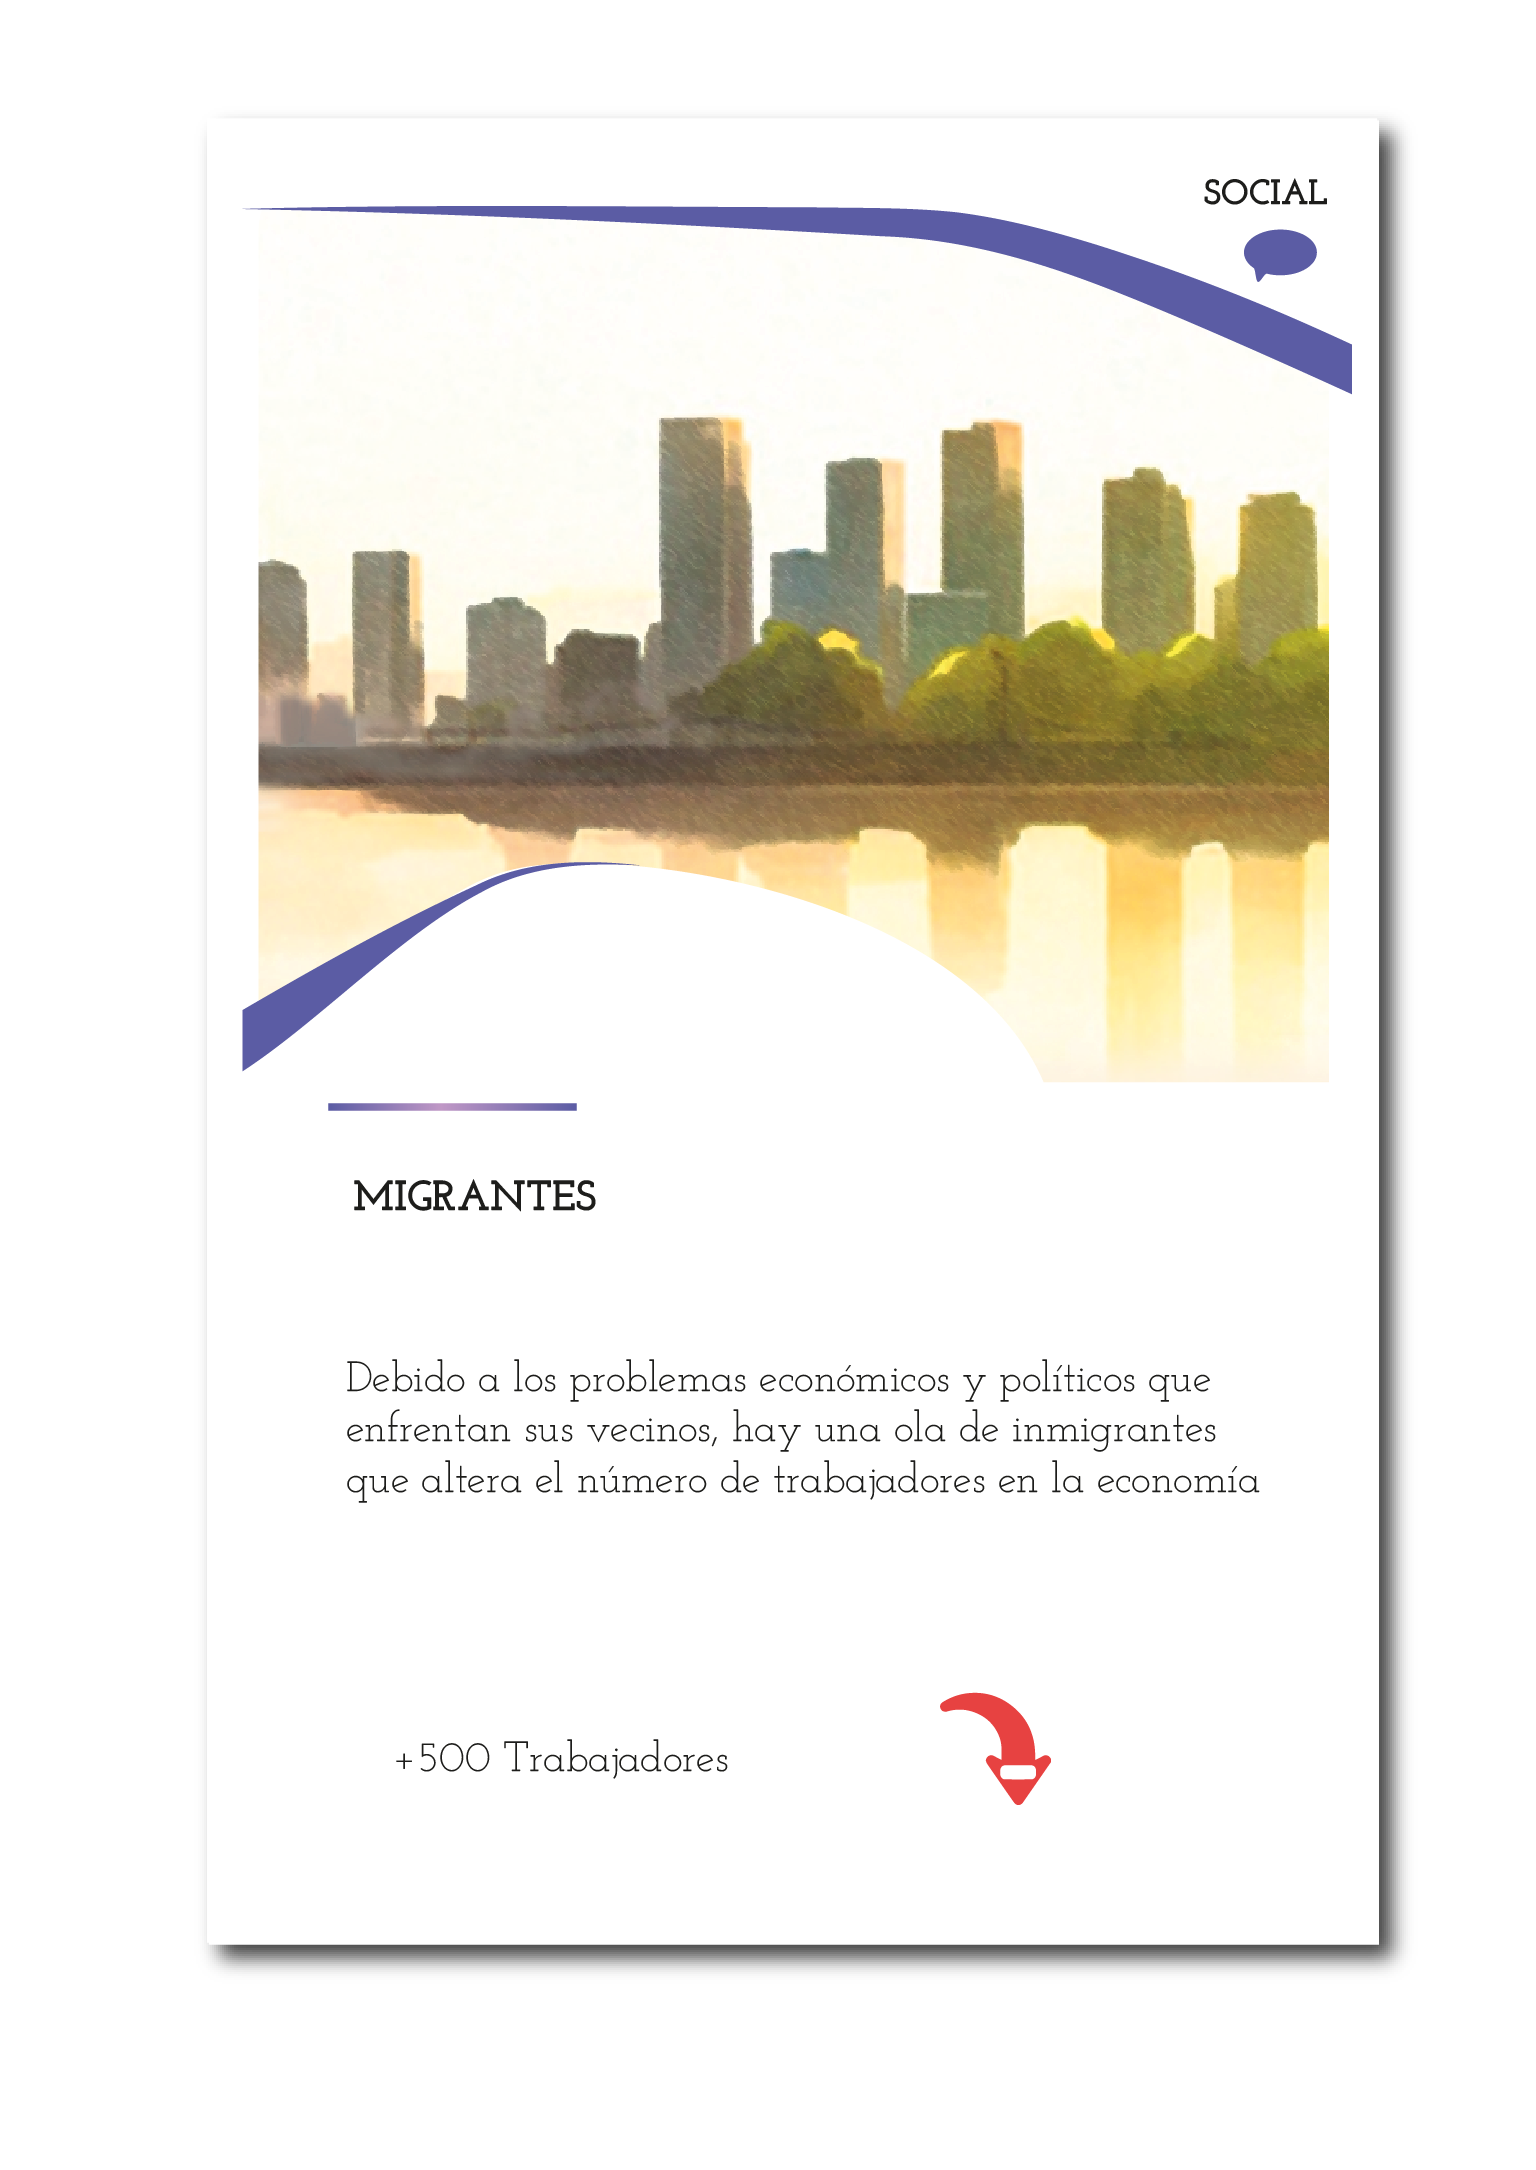 SOCIAL
MIGRANTES
Debido a los problemas económicos y políticos que
enfrentan sus vecinos, hay una ola de inmigrantes
que altera el número de trabajadores en la economía
+500 Trabajadores